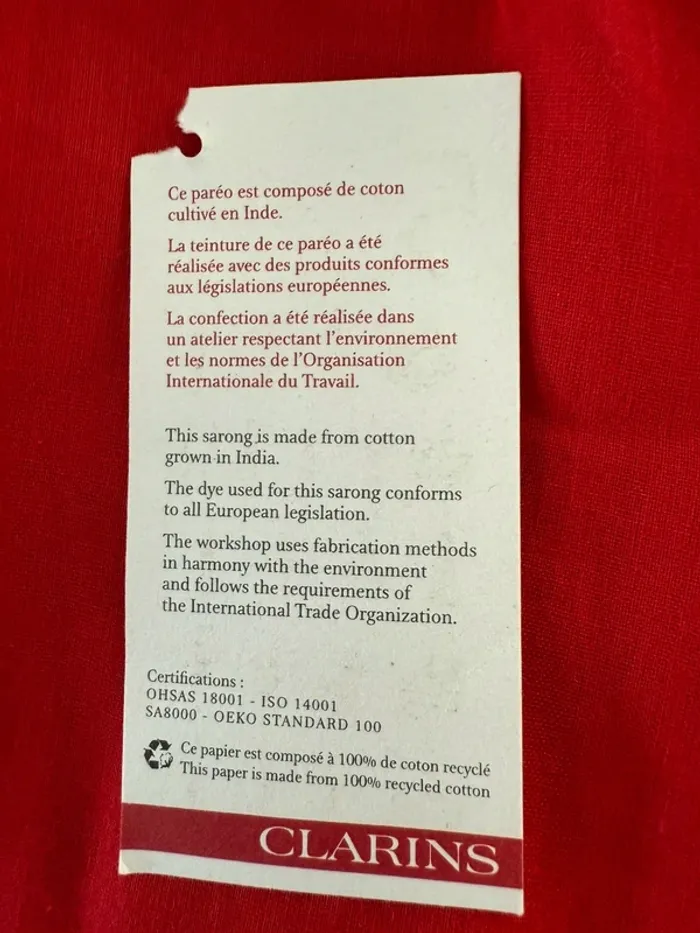 Ce paréo est composé de coton
cultivé en Inde.
La teinture de ce paréo a été
réalisée avec des produits conformes
aux législations européennes.
La confection a été réalisée dans
un atelier respectant l'environnement
et les normes de l'Organisation
Internationale du Travail.
This sarong is made from cotton
grown in India.
The dye used for this sarong conforms
to all European legislation.
The workshop uses fabrication methods
in harmony with the environment
and follows the requirements of
the International Trade Organization.
Certifications :
OHSAS 18001 - ISO 14001
SA8000 - OEKO STANDARD 100
Ce papier est composé à 100% de coton recyclé
This paper is made from 100% recycled cotton
CLARINS